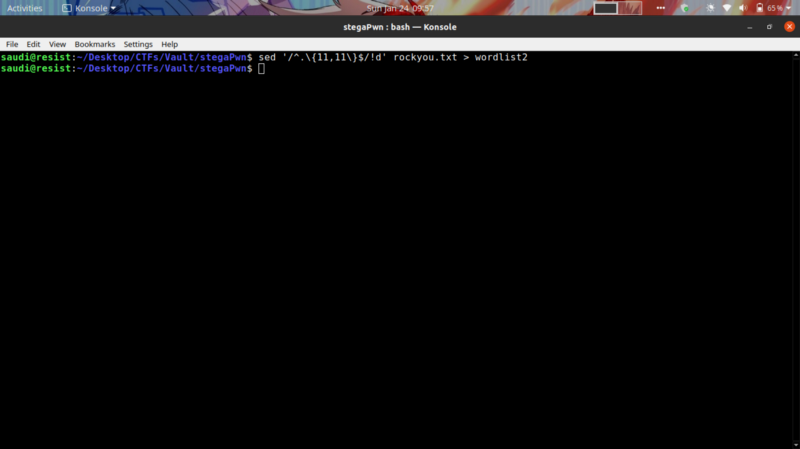 Activities Konsole Sun Jan 24 09:57 65%
stegaPwn : bash — Konsole
File Edit View Bookmarks Settings Help
saudi@resist:~/Desktop/CTFs/Vault/stegaPwn$ sed '/^.\{11,11\}$/!d' rockyou.txt > wordlist2
saudi@resist:~/Desktop/CTFs/Vault/stegaPwn$